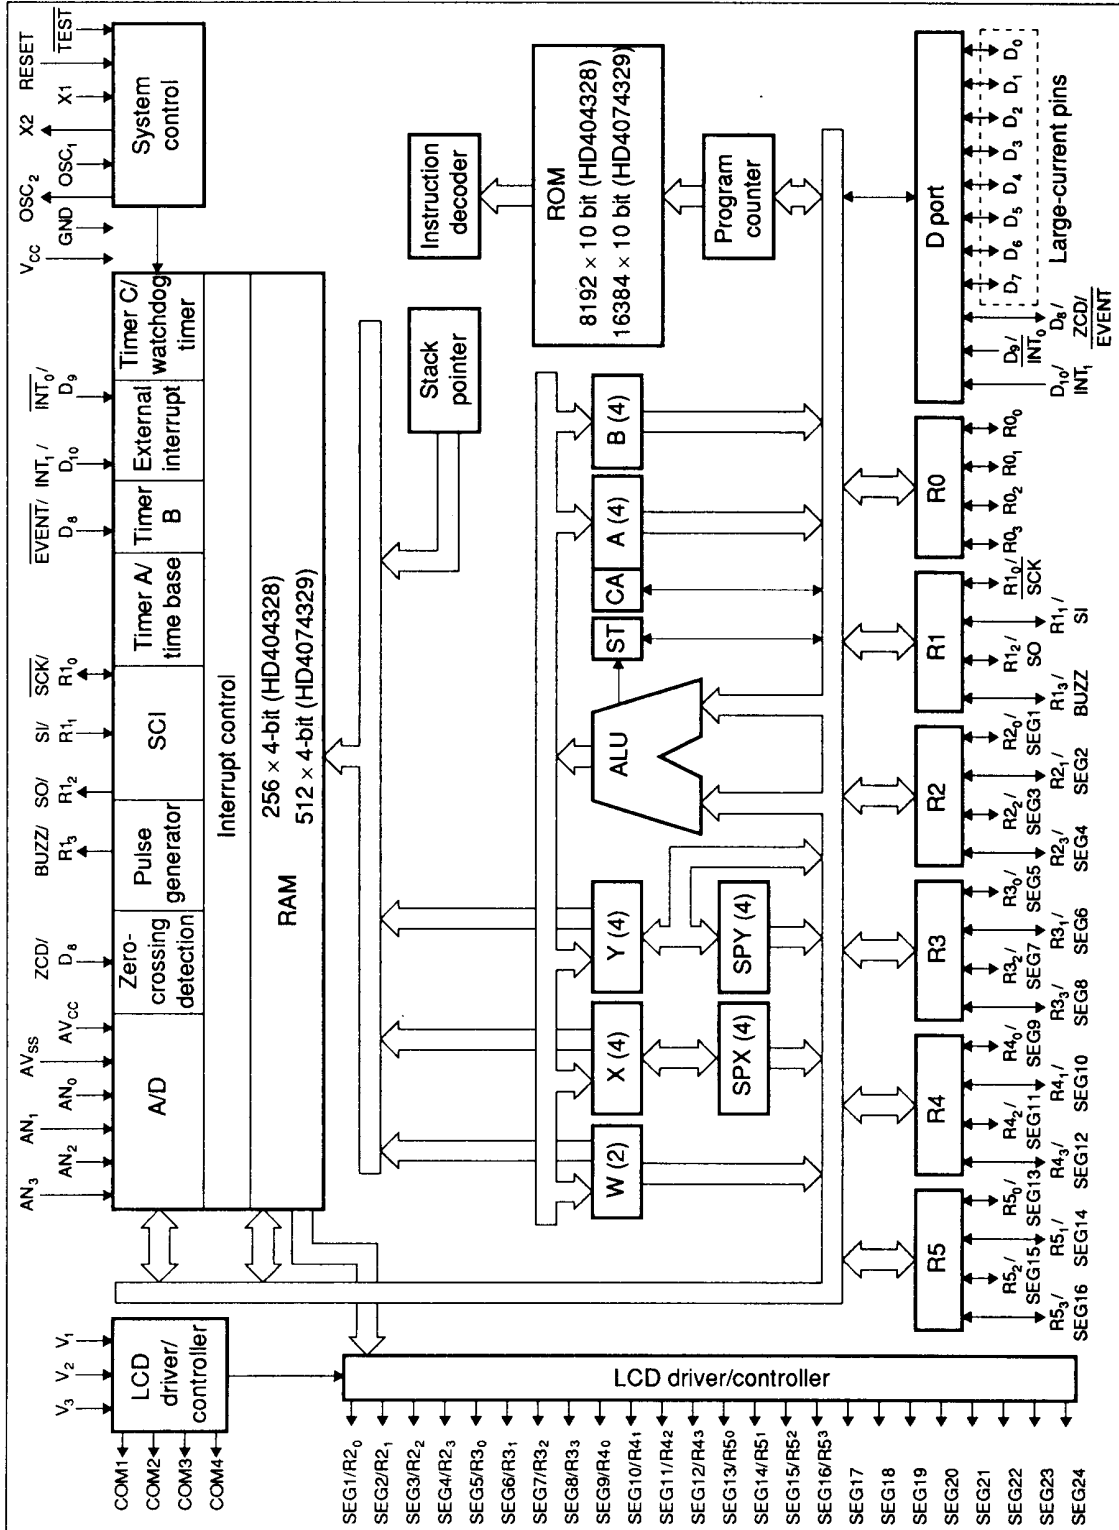 TEST
RESET
X1
X2
OSC1
OSC2
GND
VCC
System
control
INT0/
D9
INT1/
D10
EVENT/
D8
SCK/
R10
SI/
R11
SO/
R12
BUZZ/
R13
ZCD/
D8
AVCC
AVSS
AN0
AN1
AN2
AN3
Timer C/
watchdog
timer
External
interrupt
Timer
B
Timer A/
time base
SCI
Pulse
generator
Zero-
crossing
detection
A/D
Interrupt control
256 × 4-bit (HD404328)
512 × 4-bit (HD4074329)
RAM
V1
V2
V3
LCD
driver/
controller
COM1
COM2
COM3
COM4
Instruction
decoder
Stack
pointer
ROM
8192 × 10 bit (HD404328)
16384 × 10 bit (HD4074329)
Program
counter
B (4)
A (4)
CA
ST
ALU
Y (4)
X (4)
W (2)
SPY (4)
SPX (4)
D port
D0
D1
D2
D3
D4
D5
D6
D7
Large-current pins
D8/
ZCD/
EVENT
D9/
INT0
D10/
INT1
R0
R00
R01
R02
R03
R1
R10/
SCK
R11/
SI
R12/
SO
R13/
BUZZ
R2
R20/
SEG1
R21/
SEG2
R22/
SEG3
R23/
SEG4
R3
R30/
SEG5
R31/
SEG6
R32/
SEG7
R33/
SEG8
R4
R40/
SEG9
R41/
SEG10
R42/
SEG11
R43/
SEG12
R5
R50/
SEG13
R51/
SEG14
R52/
SEG15
R53/
SEG16
LCD driver/controller
SEG1/R20
SEG2/R21
SEG3/R22
SEG4/R23
SEG5/R30
SEG6/R31
SEG7/R32
SEG8/R33
SEG9/R40
SEG10/R41
SEG11/R42
SEG12/R43
SEG13/R50
SEG14/R51
SEG15/R52
SEG16/R53
SEG17
SEG18
SEG19
SEG20
SEG21
SEG22
SEG23
SEG24